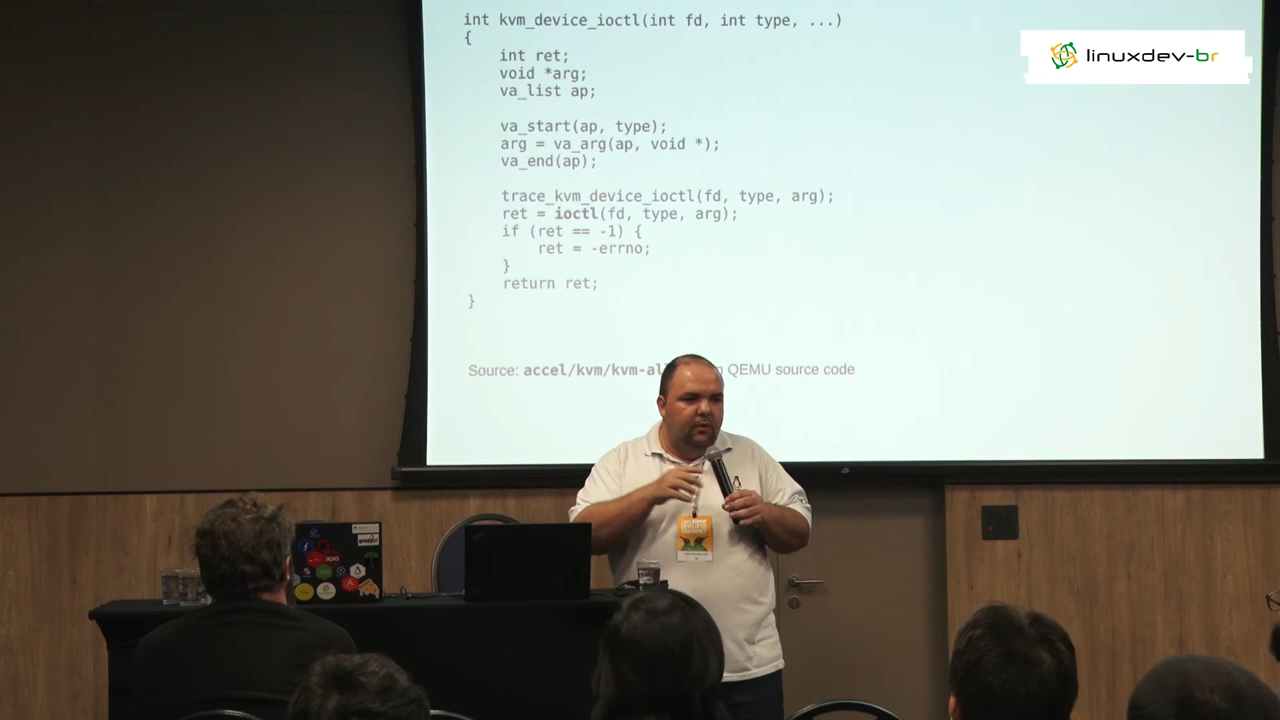 int kvm_device_ioctl(int fd, int type, ...)
{
    int ret;
    void *arg;
    va_list ap;
    va_start(ap, type);
    arg = va_arg(ap, void *);
    va_end(ap);
    trace_kvm_device_ioctl(fd, type, arg);
    ret = ioctl(fd, type, arg);
    if (ret == -1) {
        ret = -errno;
    }
    return ret;
}
linuxdev-br
Source: accel/kvm/kvm-al QEMU source code
DEVELOPER
CONFERENCE